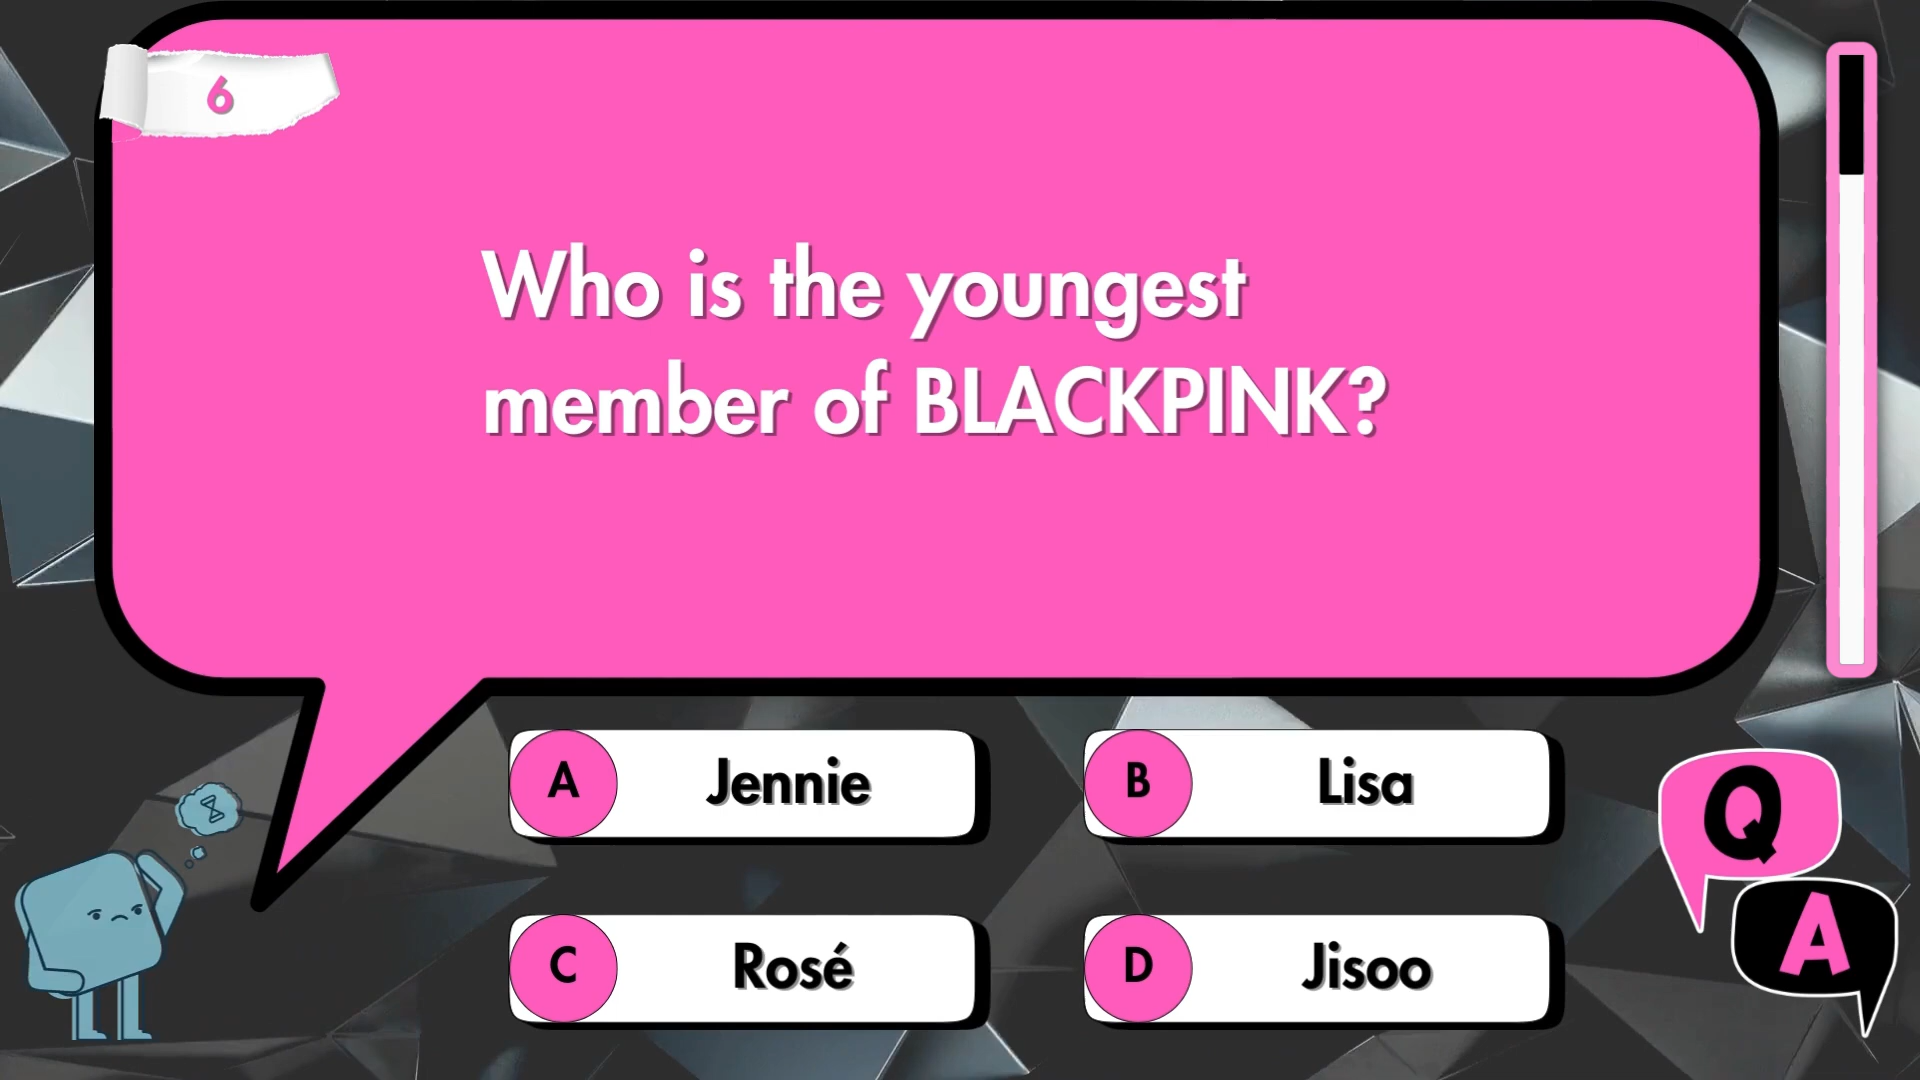 6
Who is the youngest
member of BLACKPINK?
A Jennie
B Lisa
C Rosé
D Jisoo
Q
A